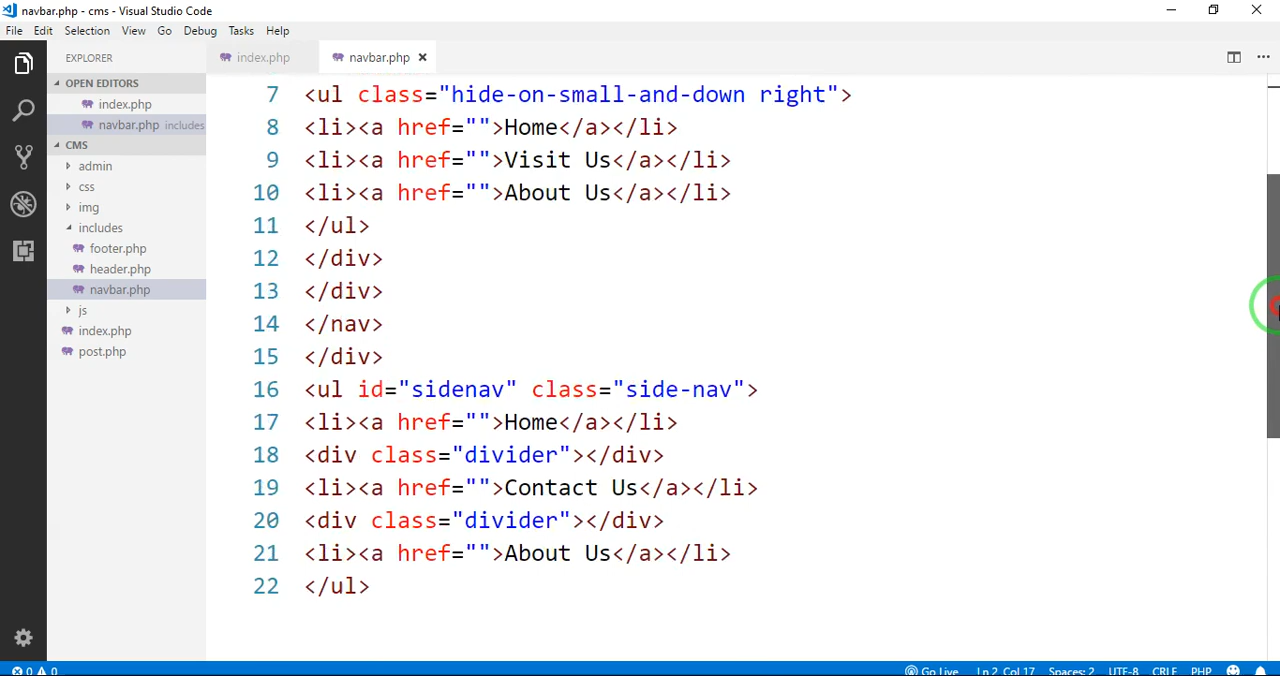 navbar.php - cms - Visual Studio Code
File Edit Selection View Go Debug Tasks Help
EXPLORER
index.php
navbar.php
OPEN EDITORS
index.php
navbar.php includes
CMS
admin
css
img
includes
footer.php
header.php
navbar.php
js
index.php
post.php
7 <ul class="hide-on-small-and-down right">
8 <li><a href="">Home</a></li>
9 <li><a href="">Visit Us</a></li>
10 <li><a href="">About Us</a></li>
11 </ul>
12 </div>
13 </div>
14 </nav>
15 </div>
16 <ul id="sidenav" class="side-nav">
17 <li><a href="">Home</a></li>
18 <div class="divider"></div>
19 <li><a href="">Contact Us</a></li>
20 <div class="divider"></div>
21 <li><a href="">About Us</a></li>
22 </ul>
0 0 Go Live Ln 2, Col 17 Spaces: 2 UTF-8 CRLF PHP